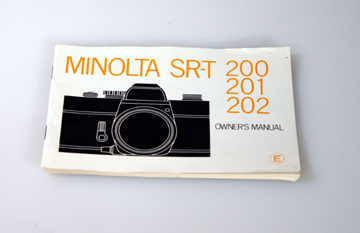 MINOLTA SR-T 200
201
202
OWNER'S MANUAL
E